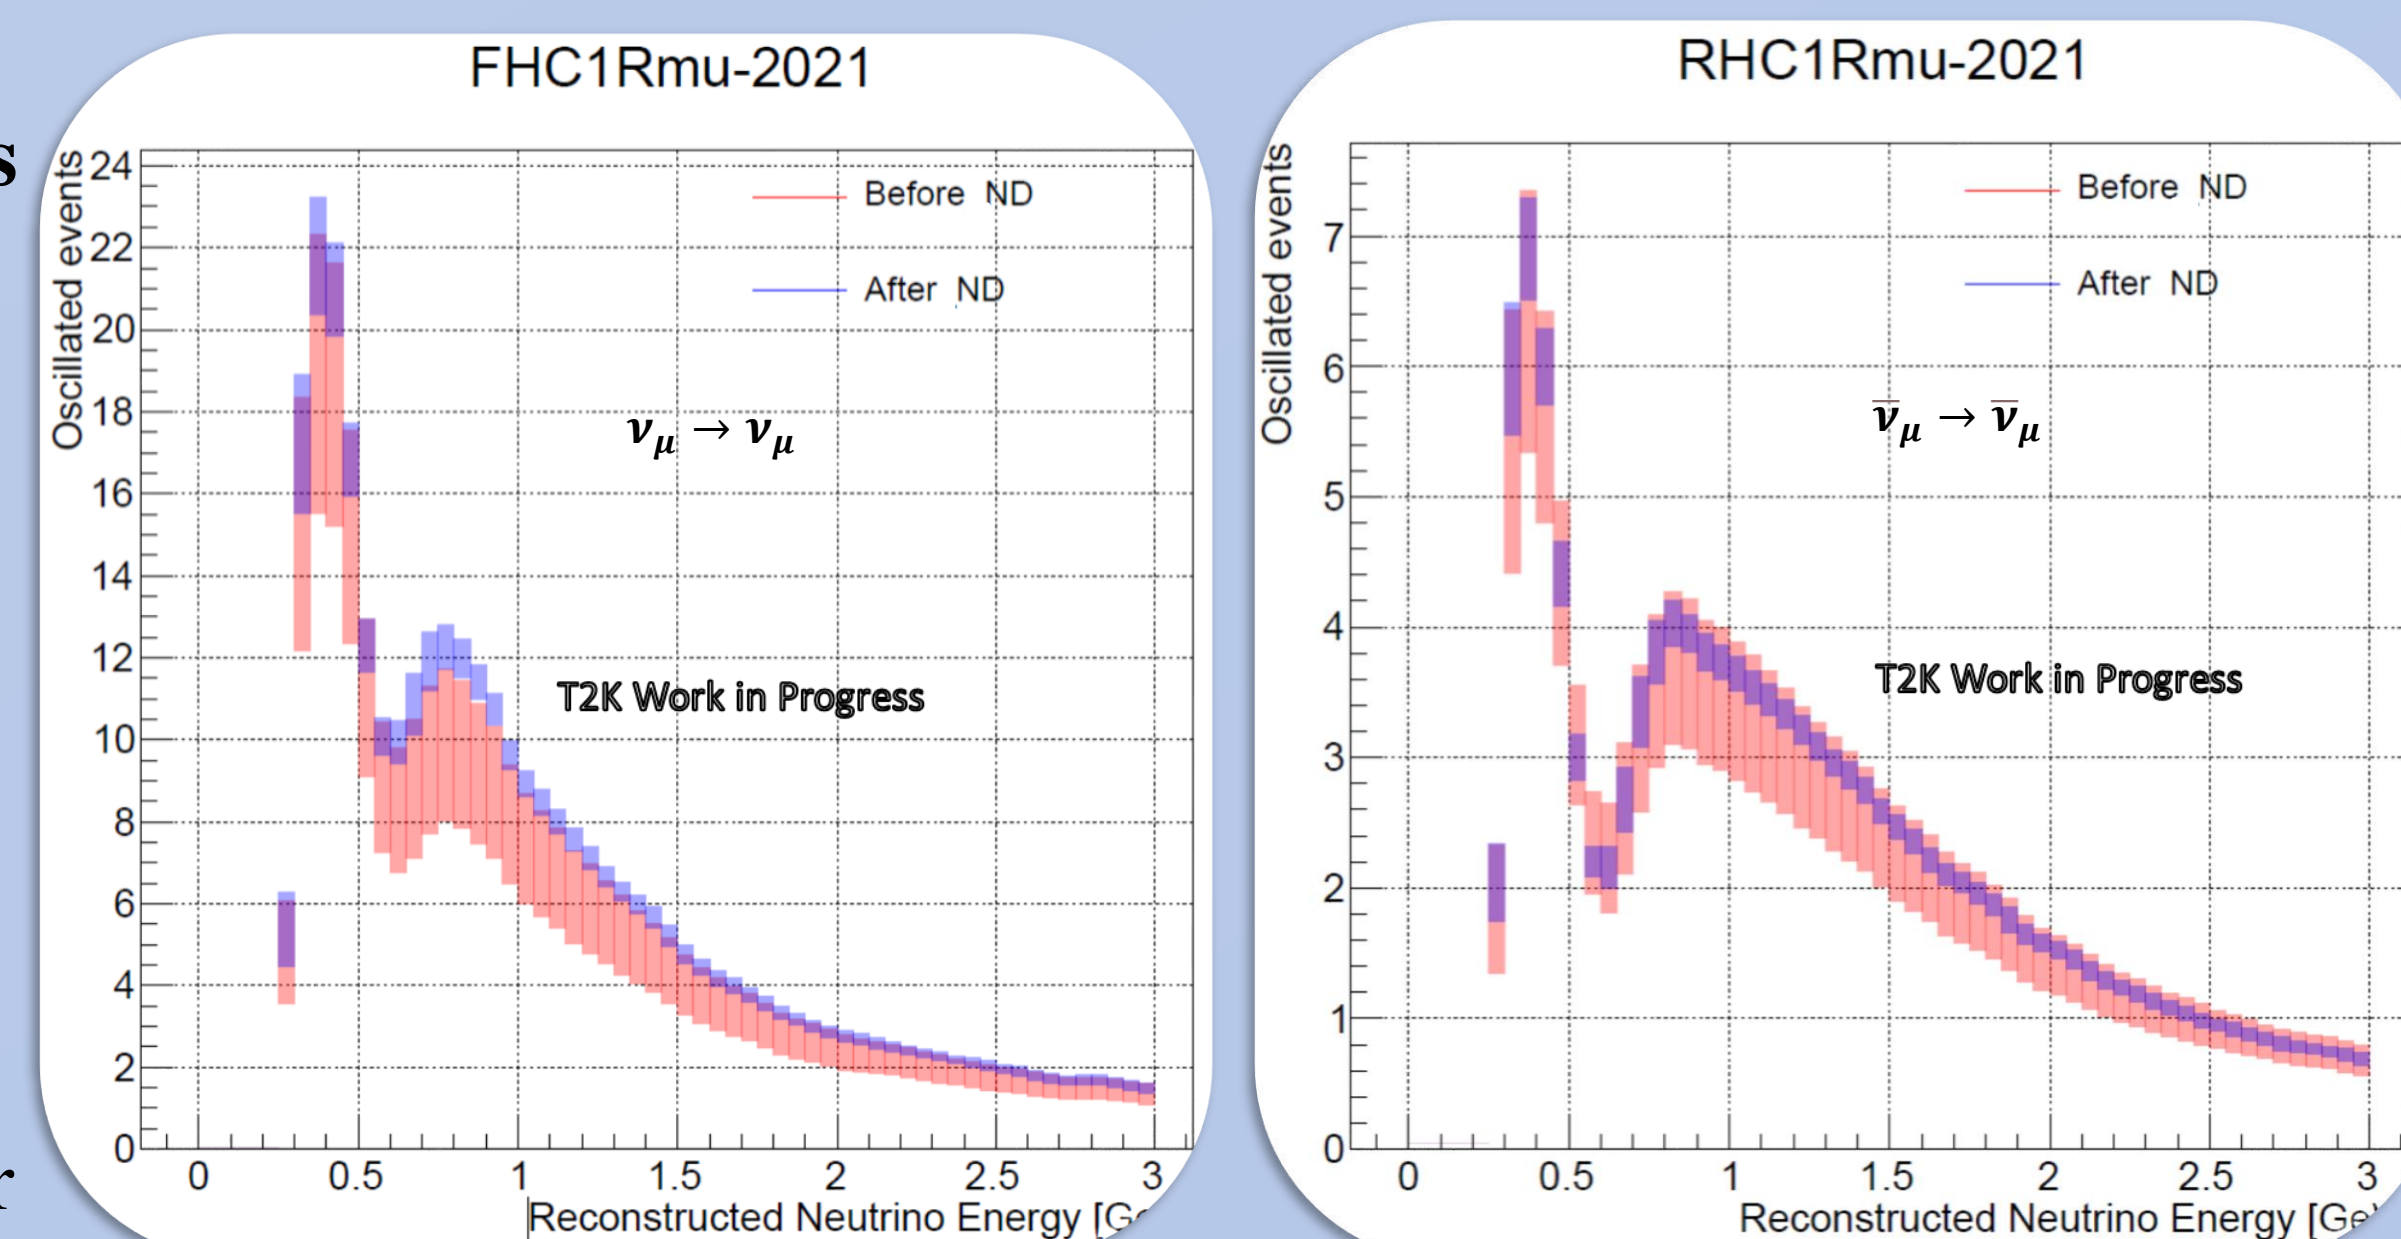 s
r
FHC1Rmu-2021
Oscillated events
24
22
20
18
16
14
12
10
8
6
4
2
0
Before ND
After ND
𝝂𝝁 → 𝝂𝝁
T2K Work in Progress
0 0.5 1 1.5 2 2.5 3
Reconstructed Neutrino Energy [Ge
RHC1Rmu-2021
Oscillated events
7
6
5
4
3
2
1
0
Before ND
After ND
𝝂̅𝝁 → 𝝂̅𝝁
T2K Work in Progress
0 0.5 1 1.5 2 2.5 3
Reconstructed Neutrino Energy [Ge